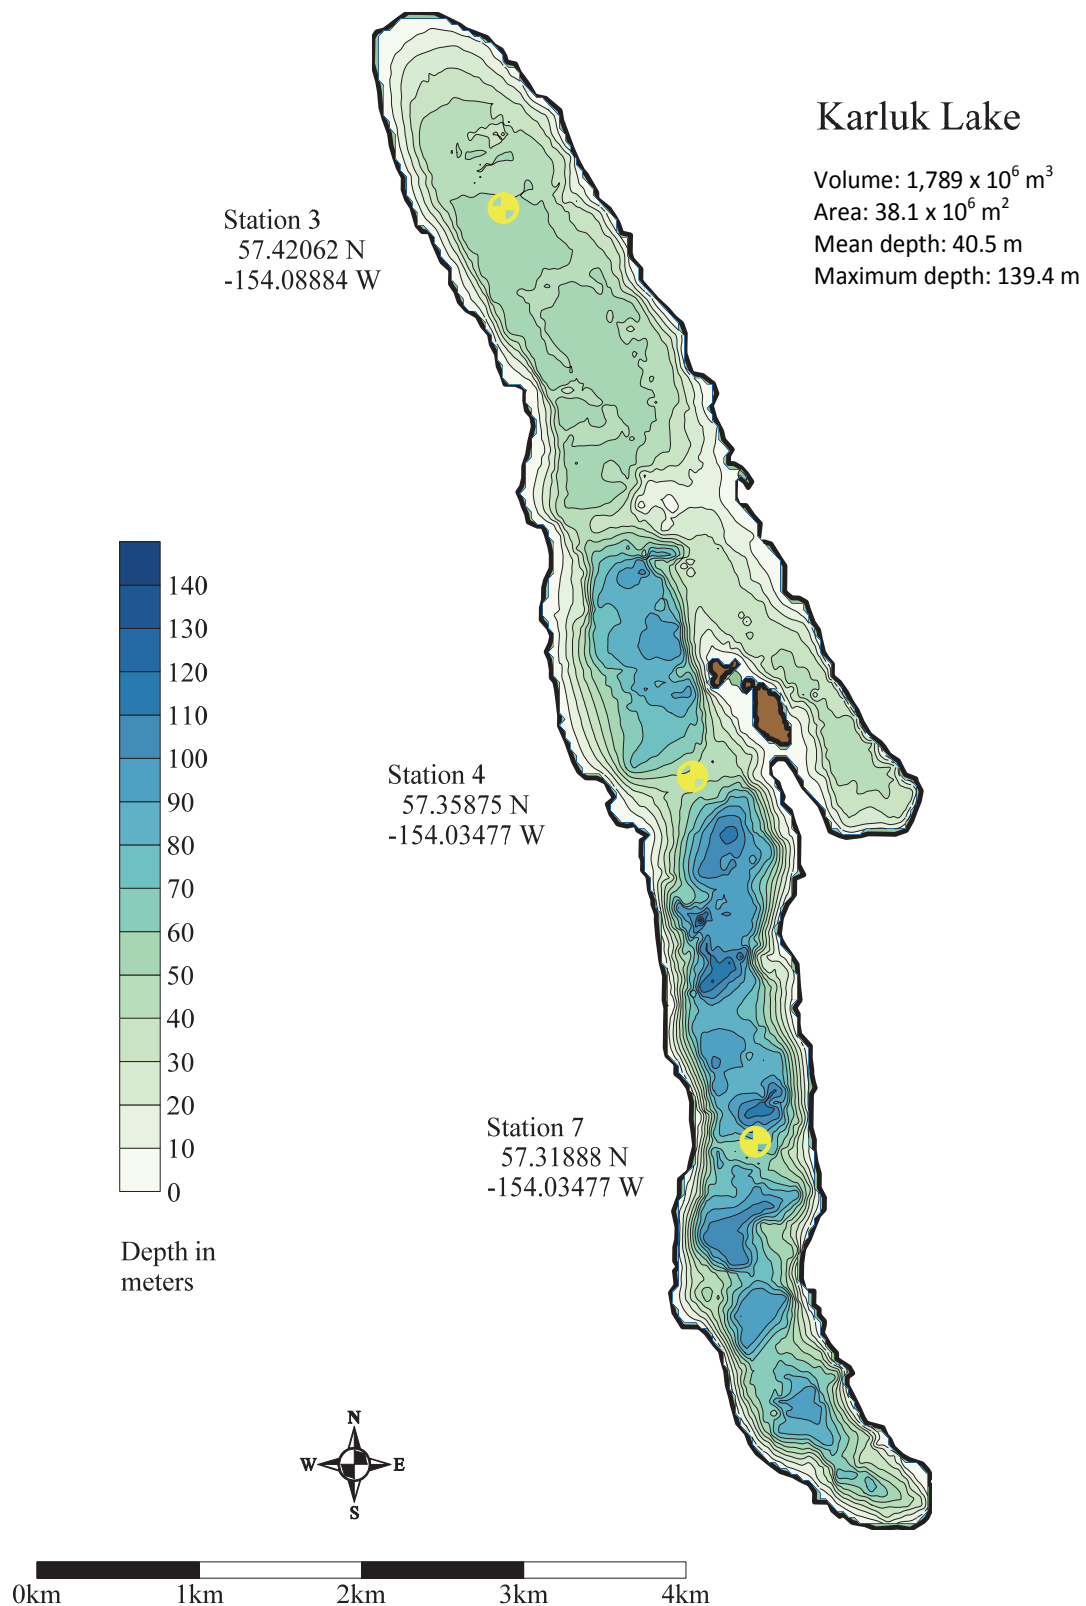 Karluk Lake
Volume: 1,789 x 10⁶ m³
Area: 38.1 x 10⁶ m²
Mean depth: 40.5 m
Maximum depth: 139.4 m
Station 3
57.42062 N
-154.08884 W
Station 4
57.35875 N
-154.03477 W
Station 7
57.31888 N
-154.03477 W
140
130
120
110
100
90
80
70
60
50
40
30
20
10
0
Depth in
meters
N
W E
S
0km 1km 2km 3km 4km